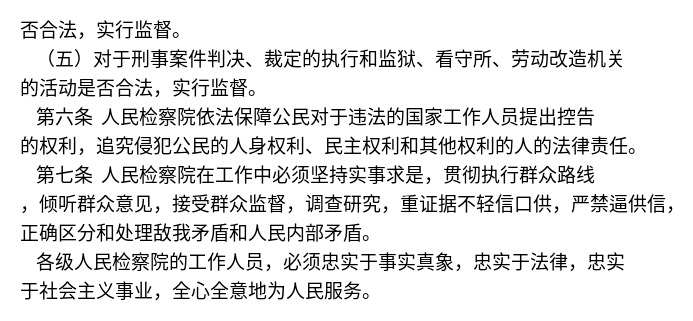 否合法，实行监督。
（五）对于刑事案件判决、裁定的执行和监狱、看守所、劳动改造机关
的活动是否合法，实行监督。
第六条 人民检察院依法保障公民对于违法的国家工作人员提出控告
的权利，追究侵犯公民的人身权利、民主权利和其他权利的人的法律责任。
第七条 人民检察院在工作中必须坚持实事求是，贯彻执行群众路线
，倾听群众意见，接受群众监督，调查研究，重证据不轻信口供，严禁逼供信，
正确区分和处理敌我矛盾和人民内部矛盾。
各级人民检察院的工作人员，必须忠实于事实真象，忠实于法律，忠实
于社会主义事业，全心全意地为人民服务。